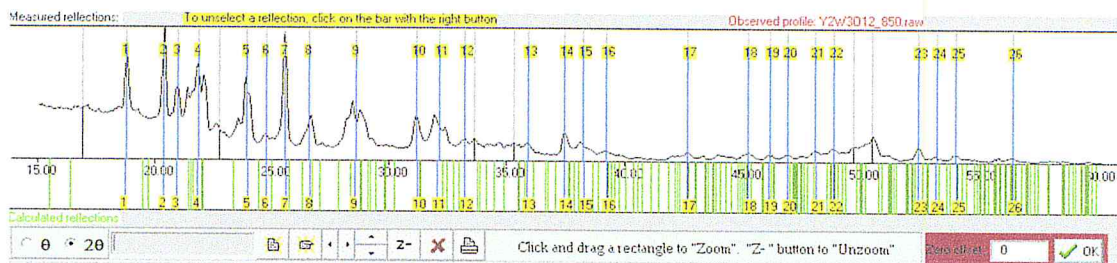 Measured reflections: To unselect a reflection, click on the bar with the right button Observed profile: Y2W3O12_850.raw
1 2 3 4 5 6 7 8 9 10 11 12 13 14 15 16 17 18 19 20 21 22 23 24 25 26
15.00 20.00 25.00 30.00 35.00 40.00 45.00 50.00 55.00 60.00
1 2 3 4 5 6 7 8 9 10 11 12 13 14 15 16 17 18 19 20 21 22 23 24 25 26
Calculated reflections:
θ 2θ Z- Click and drag a rectangle to "Zoom". "Z-" button to "Unzoom" Zero offset: 0 OK